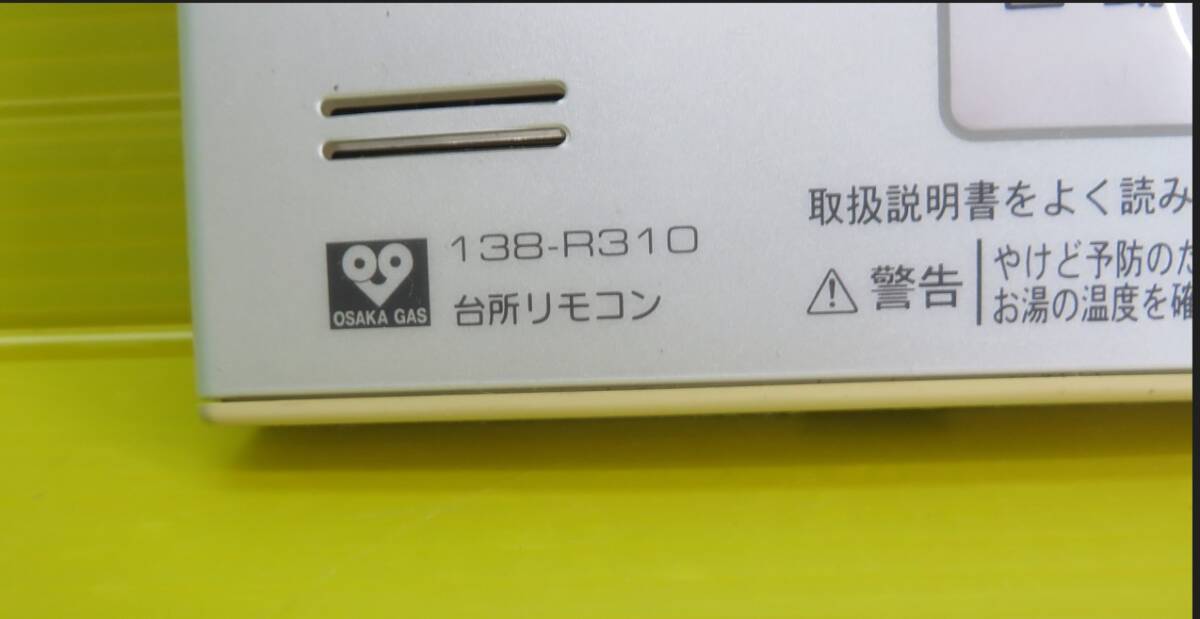 138-R310
OSAKA GAS
台所リモコン
取扱説明書をよく読み
警告
やけど予防のた
お湯の温度を確